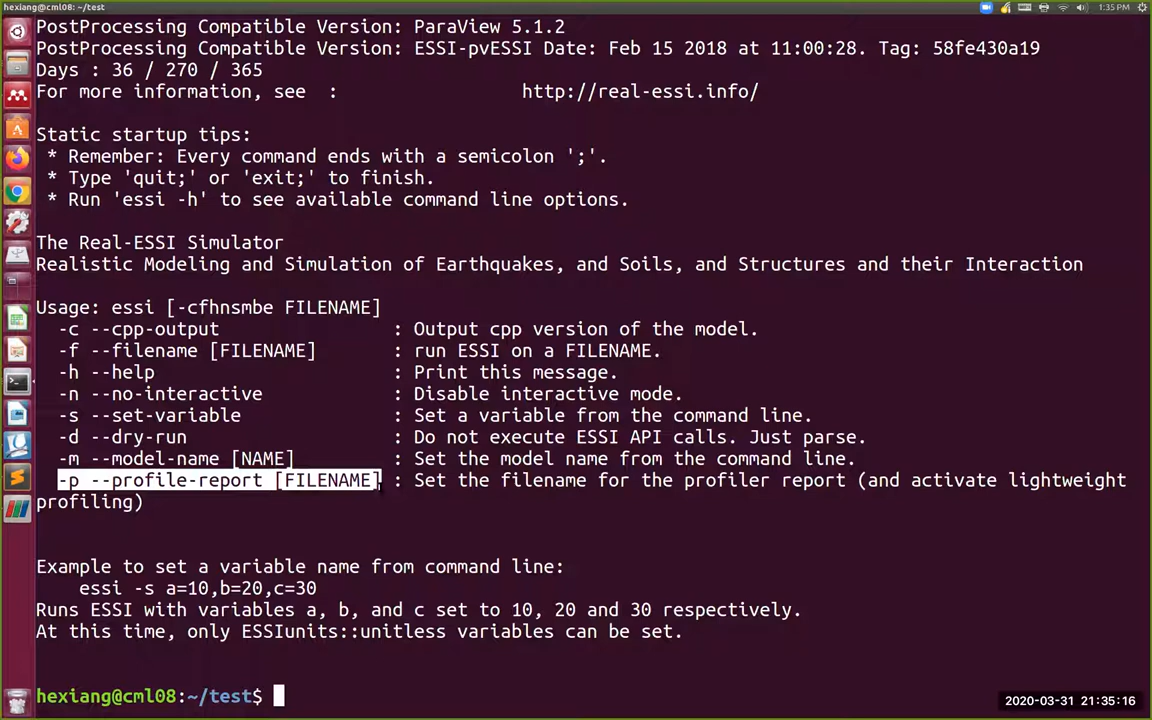 hexiang@cml08: ~/test
1:35 PM
PostProcessing Compatible Version: ParaView 5.1.2
PostProcessing Compatible Version: ESSI-pvESSI Date: Feb 15 2018 at 11:00:28. Tag: 58fe430a19
Days : 36 / 270 / 365
For more information, see : http://real-essi.info/
Static startup tips:
* Remember: Every command ends with a semicolon ';'.
* Type 'quit;' or 'exit;' to finish.
* Run 'essi -h' to see available command line options.
The Real-ESSI Simulator
Realistic Modeling and Simulation of Earthquakes, and Soils, and Structures and their Interaction
Usage: essi [-cfhnsmbe FILENAME]
-c --cpp-output : Output cpp version of the model.
-f --filename [FILENAME] : run ESSI on a FILENAME.
-h --help : Print this message.
-n --no-interactive : Disable interactive mode.
-s --set-variable : Set a variable from the command line.
-d --dry-run : Do not execute ESSI API calls. Just parse.
-m --model-name [NAME] : Set the model name from the command line.
-p --profile-report [FILENAME] : Set the filename for the profiler report (and activate lightweight
profiling)
Example to set a variable name from command line:
essi -s a=10,b=20,c=30
Runs ESSI with variables a, b, and c set to 10, 20 and 30 respectively.
At this time, only ESSIunits::unitless variables can be set.
hexiang@cml08:~/test$
2020-03-31 21:35:16